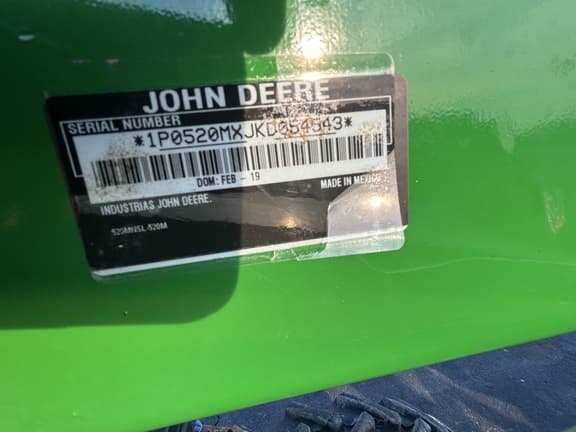 JOHN DEERE
SERIAL NUMBER
*1P0520MXJKD054543*
DOM: FEB - 19
MADE IN MEXICO
INDUSTRIAS JOHN DEERE.